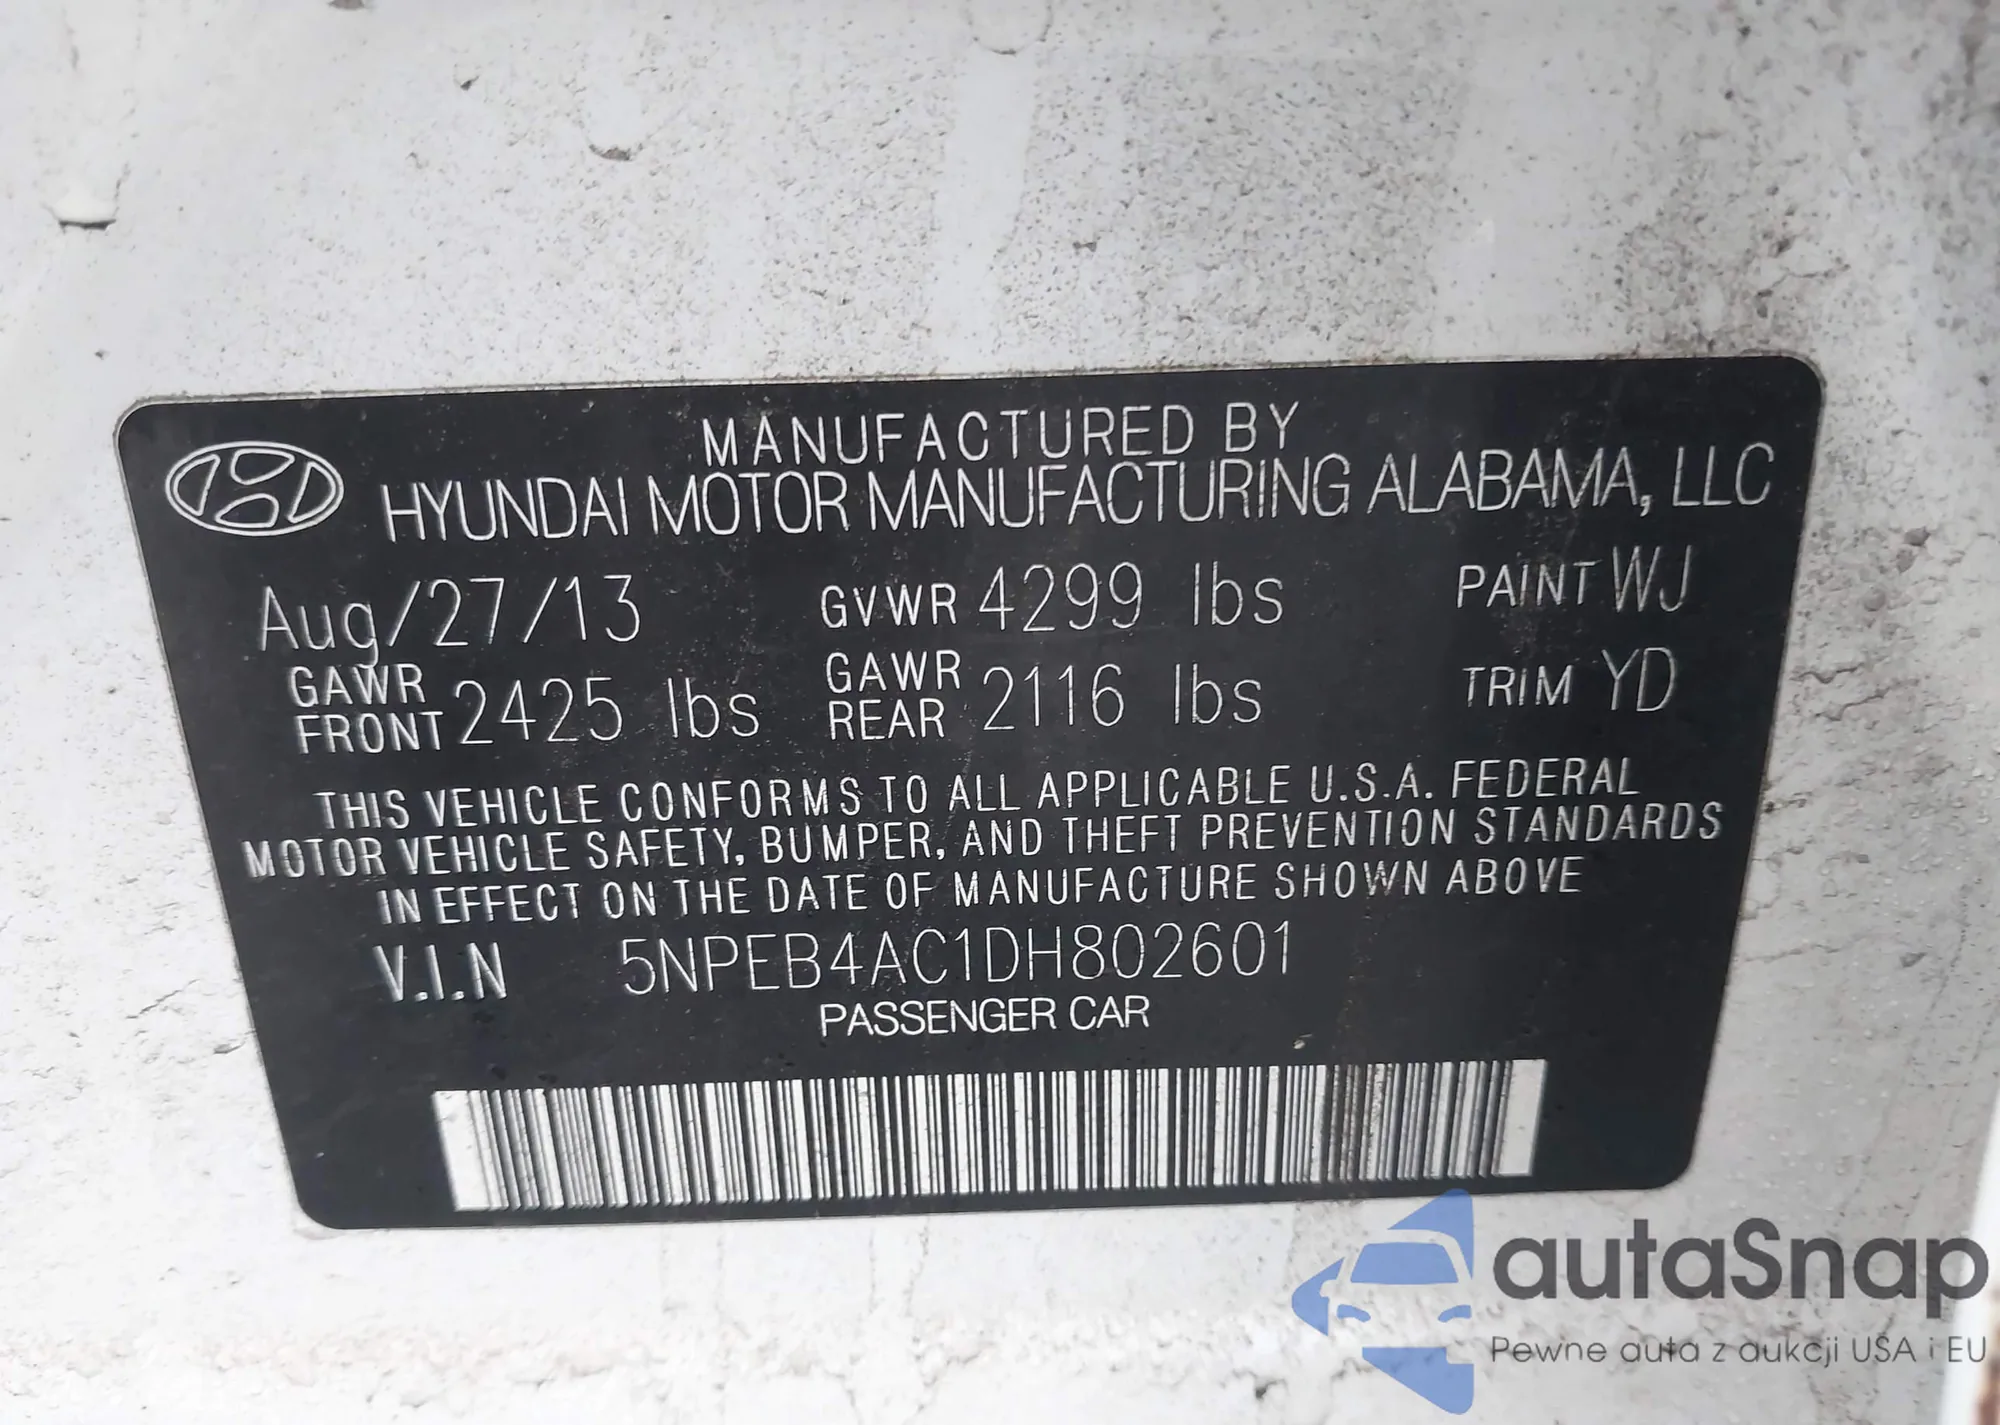 MANUFACTURED BY
HYUNDAI MOTOR MANUFACTURING ALABAMA, LLC
Aug/27/13 GVWR 4299 lbs PAINT WJ
GAWR FRONT 2425 lbs GAWR REAR 2116 lbs TRIM YD
THIS VEHICLE CONFORMS TO ALL APPLICABLE U.S.A. FEDERAL
MOTOR VEHICLE SAFETY, BUMPER, AND THEFT PREVENTION STANDARDS
IN EFFECT ON THE DATE OF MANUFACTURE SHOWN ABOVE
V.I.N 5NPEB4AC1DH802601
PASSENGER CAR
autaSnap
Pewne auta z aukcji USA i EU